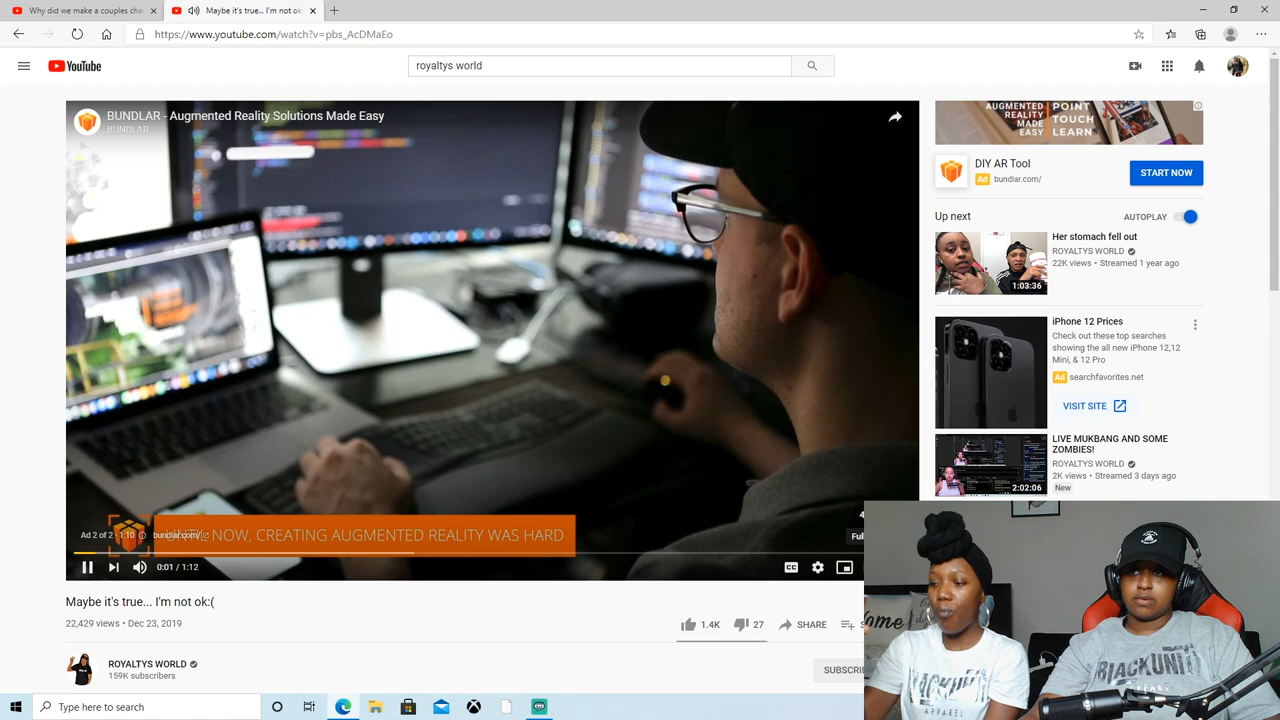 Why did we make a couples cha
Maybe it's true... I'm not ok:
https://www.youtube.com/watch?v=pbs_AcDMaEo
YouTube
royaltys world
BUNDLAR - Augmented Reality Solutions Made Easy
BUNDLAR
UNTIL NOW, CREATING AUGMENTED REALITY WAS HARD
Ad 2 of 2 · 1:10
bundlar.com/
0:01 / 1:12
CC
Full
Maybe it's true... I'm not ok:(
22,429 views • Dec 23, 2019
1.4K
27
SHARE
ROYALTYS WORLD
159K subscribers
SUBSCRIBE
AUGMENTED
REALITY
MADE
EASY
POINT
TOUCH
LEARN
DIY AR Tool
Ad bundlar.com/
START NOW
Up next
AUTOPLAY
Her stomach fell out
ROYALTYS WORLD
22K views • Streamed 1 year ago
1:03:36
iPhone 12 Prices
Check out these top searches
showing the all new iPhone 12,12
Mini, & 12 Pro
Ad searchfavorites.net
VISIT SITE
LIVE MUKBANG AND SOME
ZOMBIES!
ROYALTYS WORLD
2K views • Streamed 3 days ago
New
2:02:06
BLACKUNITY
APPAREL
BLACKUNIT
APPAREL
Type here to search